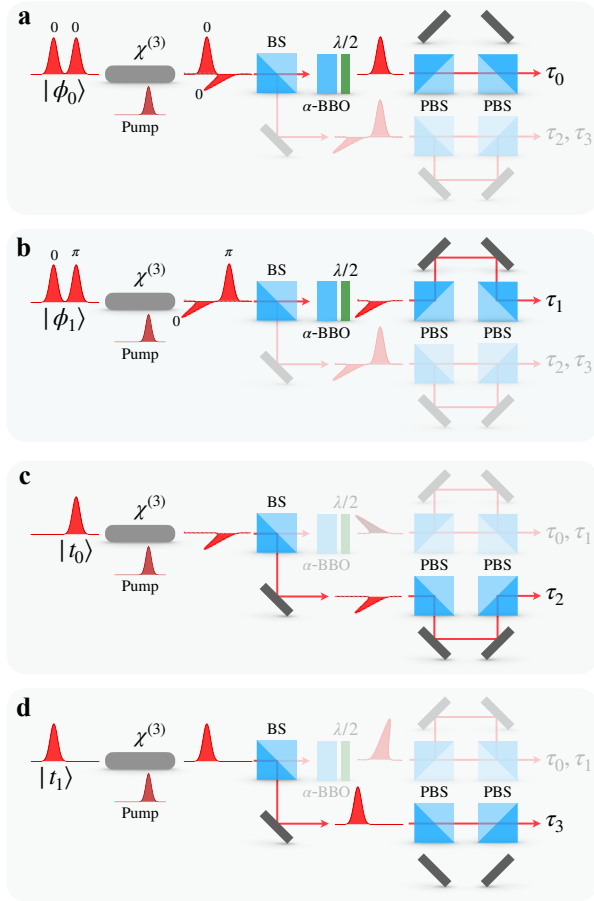 a
0 0 0
χ(3)
BS λ/2
τ0
|ϕ0⟩
0
α-BBO PBS PBS
Pump
τ2, τ3
b
0 π π
χ(3)
BS λ/2
τ1
|ϕ1⟩
0
α-BBO PBS PBS
Pump
τ2, τ3
c
χ(3)
BS λ/2
τ0, τ1
|t0⟩
α-BBO PBS PBS
Pump
τ2
d
χ(3)
BS λ/2
τ0, τ1
|t1⟩
α-BBO PBS PBS
Pump
τ3